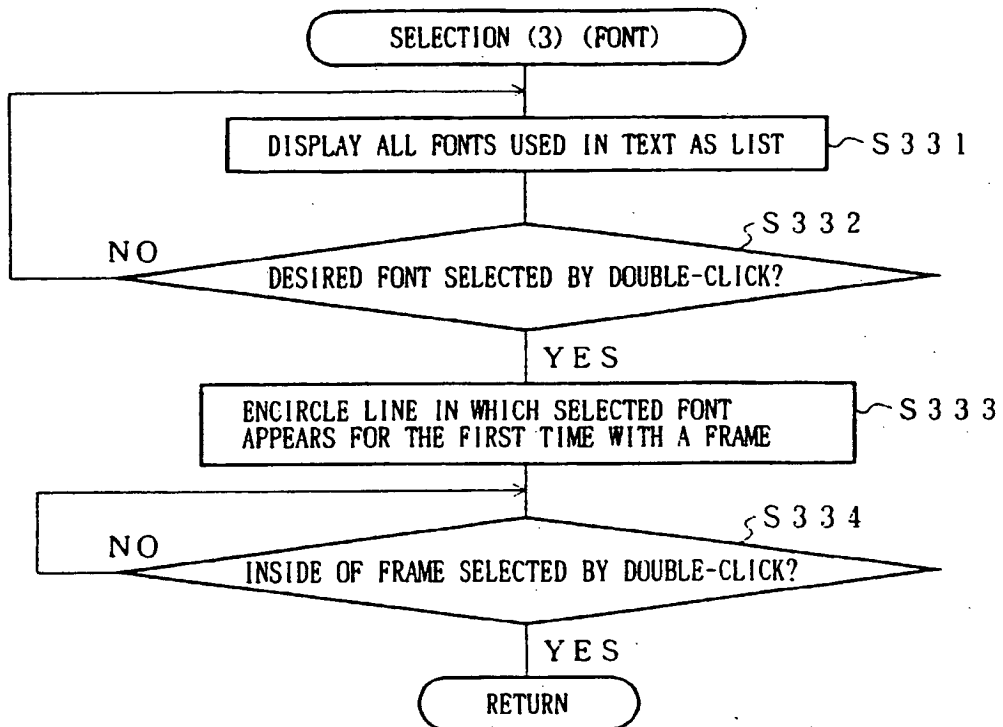 SELECTION (3) (FONT)
DISPLAY ALL FONTS USED IN TEXT AS LIST
S331
S332
NO
DESIRED FONT SELECTED BY DOUBLE-CLICK?
YES
ENCIRCLE LINE IN WHICH SELECTED FONT
APPEARS FOR THE FIRST TIME WITH A FRAME
S333
S334
NO
INSIDE OF FRAME SELECTED BY DOUBLE-CLICK?
YES
RETURN